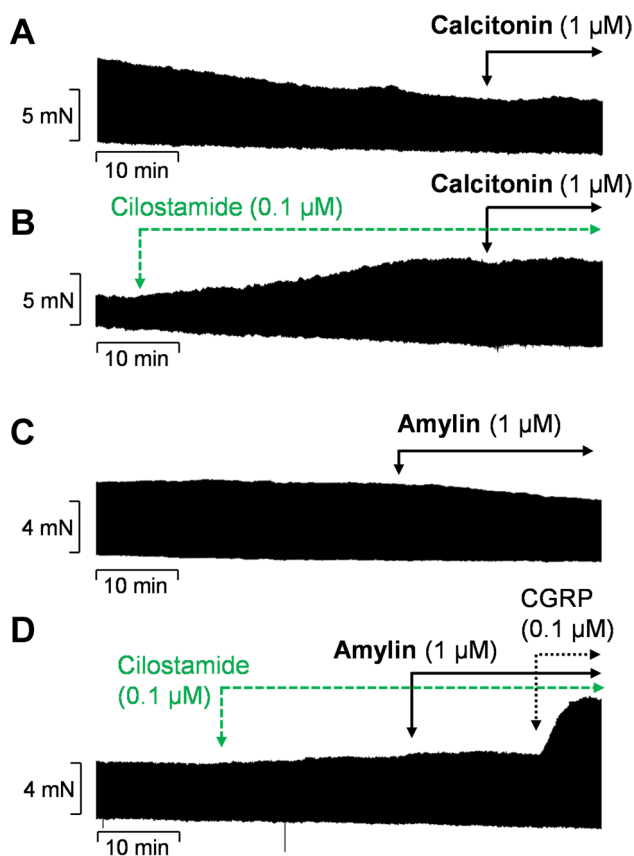 A
Calcitonin (1 µM)
5 mN
10 min
Calcitonin (1 µM)
Cilostamide (0.1 µM)
B
5 mN
10 min
C
Amylin (1 µM)
4 mN
10 min
CGRP
(0.1 µM)
D
Amylin (1 µM)
Cilostamide
(0.1 µM)
4 mN
10 min